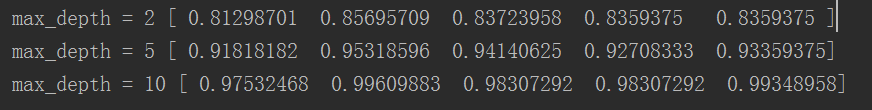 max_depth = 2 [ 0.81298701 0.85695709 0.83723958 0.8359375 0.8359375 ]
max_depth = 5 [ 0.91818182 0.95318596 0.94140625 0.92708333 0.93359375]
max_depth = 10 [ 0.97532468 0.99609883 0.98307292 0.98307292 0.99348958]